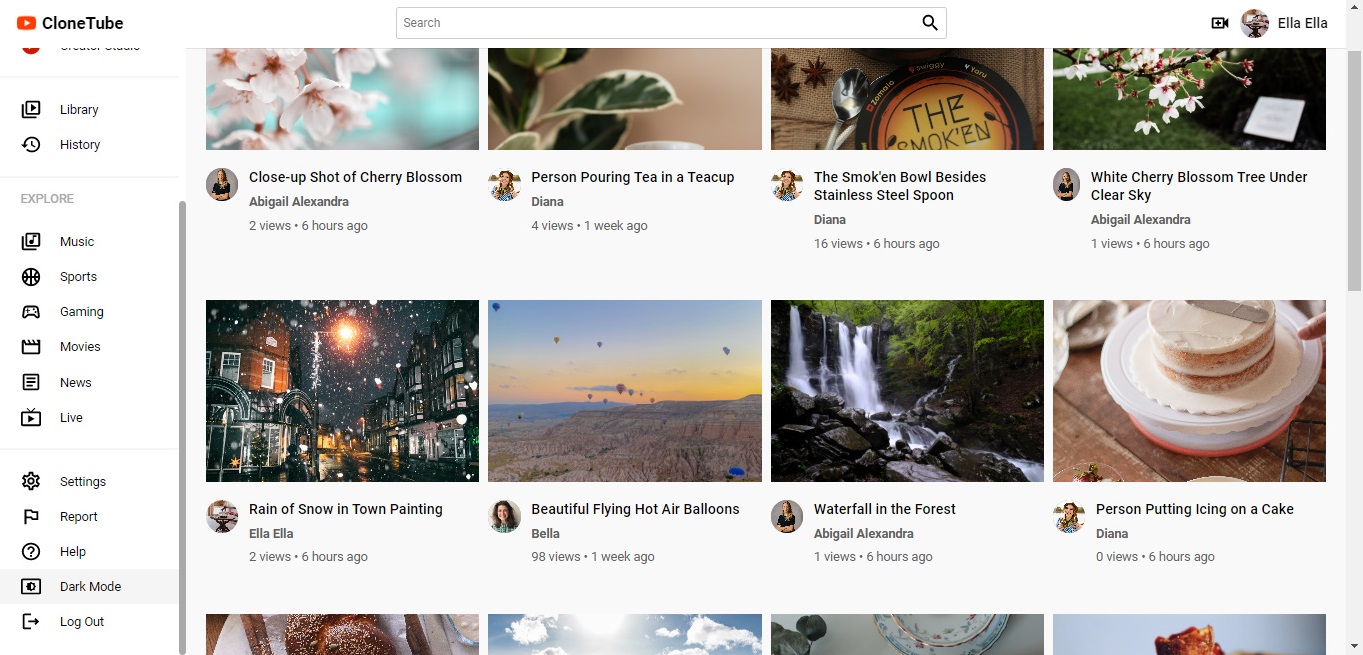 CloneTube
Search
Ella Ella
Creator Studio
Library
History
EXPLORE
Music
Sports
Gaming
Movies
News
Live
Settings
Report
Help
Dark Mode
Log Out
zomato
swiggy
Yaru
THE
SMOK'EN
Close-up Shot of Cherry Blossom
Abigail Alexandra
2 views • 6 hours ago
Person Pouring Tea in a Teacup
Diana
4 views • 1 week ago
The Smok'en Bowl Besides
Stainless Steel Spoon
Diana
16 views • 6 hours ago
White Cherry Blossom Tree Under
Clear Sky
Abigail Alexandra
1 views • 6 hours ago
Rain of Snow in Town Painting
Ella Ella
2 views • 6 hours ago
Beautiful Flying Hot Air Balloons
Bella
98 views • 1 week ago
Waterfall in the Forest
Abigail Alexandra
1 views • 6 hours ago
Person Putting Icing on a Cake
Diana
0 views • 6 hours ago